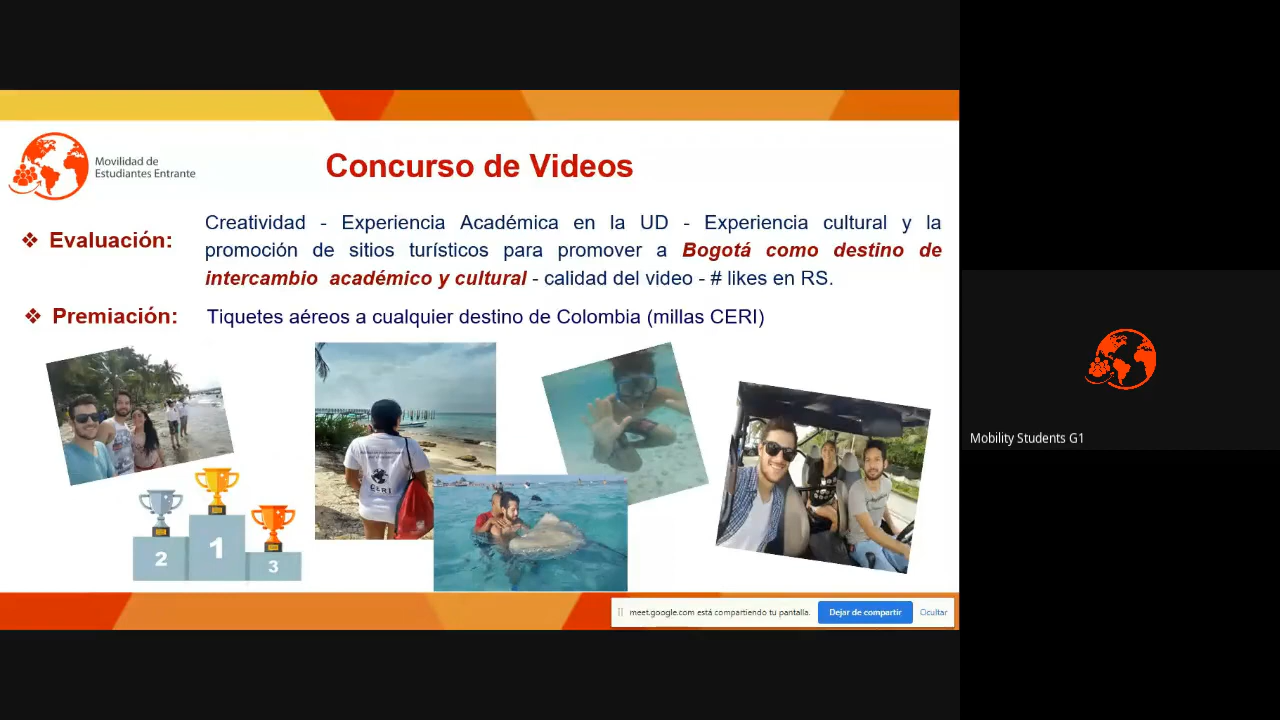 Movilidad de
Estudiantes Entrante
Concurso de Videos
❖ Evaluación:
Creatividad - Experiencia Académica en la UD - Experiencia cultural y la
promoción de sitios turísticos para promover a Bogotá como destino de
intercambio académico y cultural - calidad del video - # likes en RS.
❖ Premiación:
Tiquetes aéreos a cualquier destino de Colombia (millas CERI)
CERI
2
1
3
meet.google.com está compartiendo tu pantalla.
Dejar de compartir
Ocultar
Mobility Students G1